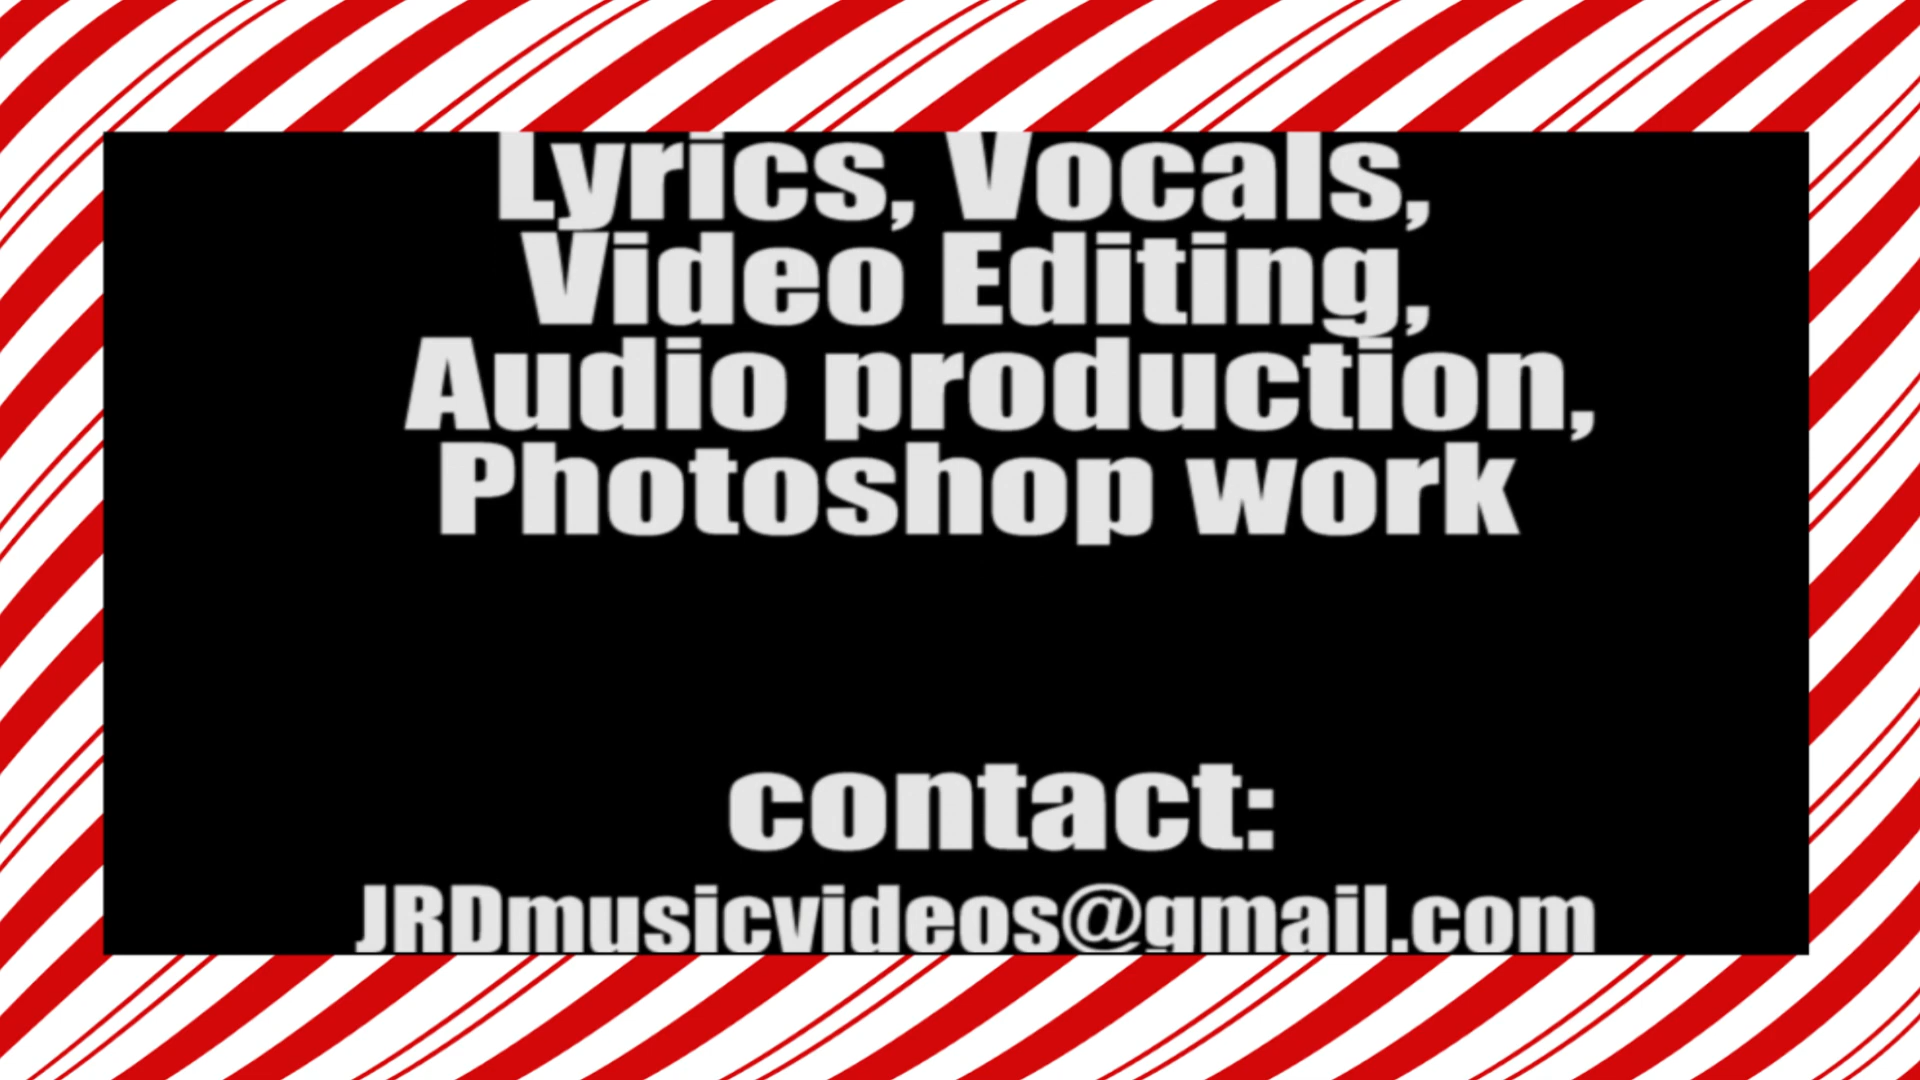 Lyrics, Vocals,
Video Editing,
Audio production,
Photoshop work
contact:
JRDmusicvideos@gmail.com